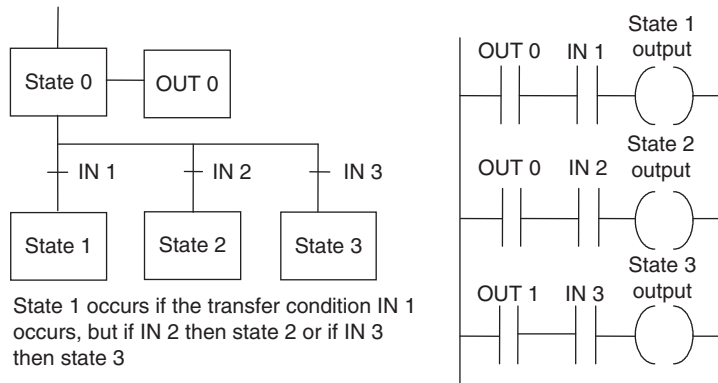 State 0
OUT 0
IN 1
IN 2
IN 3
State 1
State 2
State 3
State 1 occurs if the transfer condition IN 1
occurs, but if IN 2 then state 2 or if IN 3
then state 3
State 1
output
OUT 0
IN 1
State 2
output
OUT 0
IN 2
State 3
output
OUT 1
IN 3